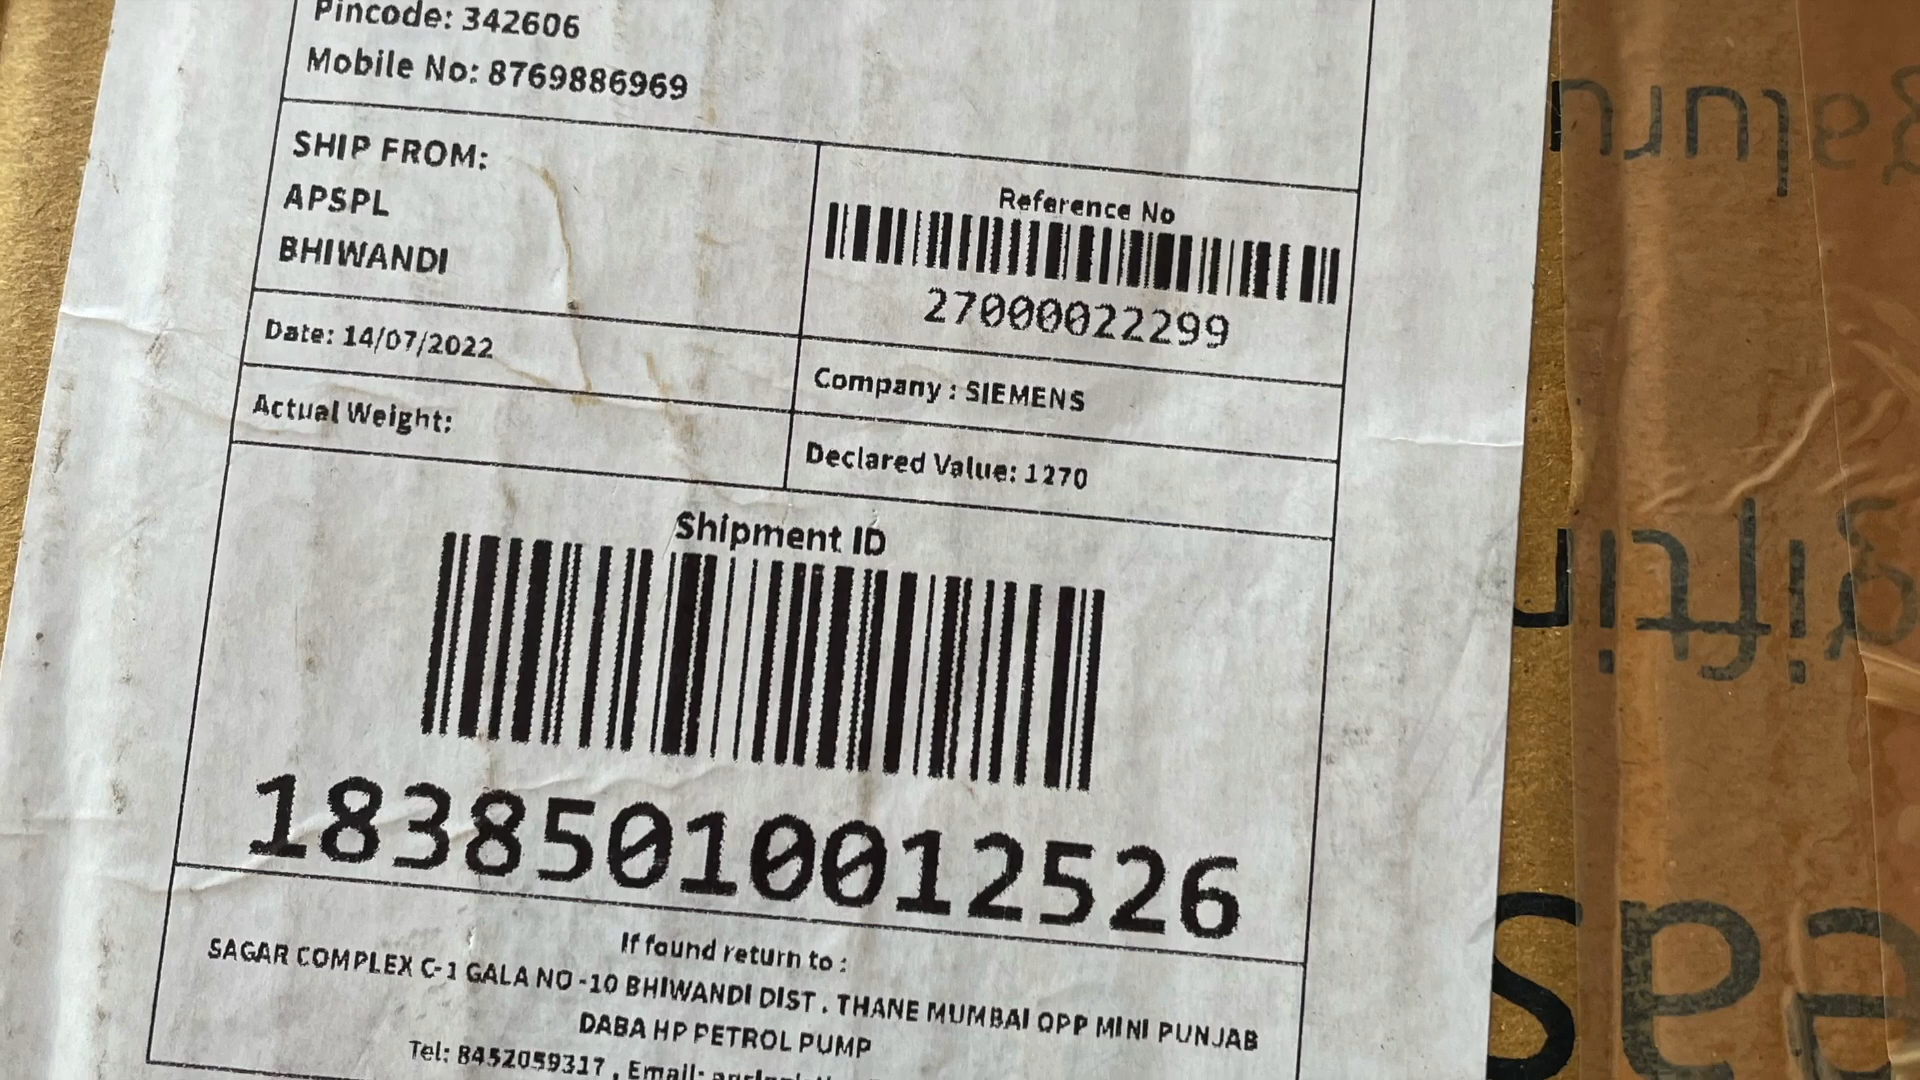 Pincode: 342606
Mobile No: 8769886969
SHIP FROM:
APSPL
BHIWANDI
Reference No
27000022299
Date: 14/07/2022
Company : SIEMENS
Actual Weight:
Declared Value: 1270
Shipment ID
18385010012526
If found return to :
SAGAR COMPLEX C-1 GALA NO -10 BHIWANDI DIST . THANE MUMBAI OPP MINI PUNJAB
DABA HP PETROL PUMP
Tel: 8452059317 , Email: